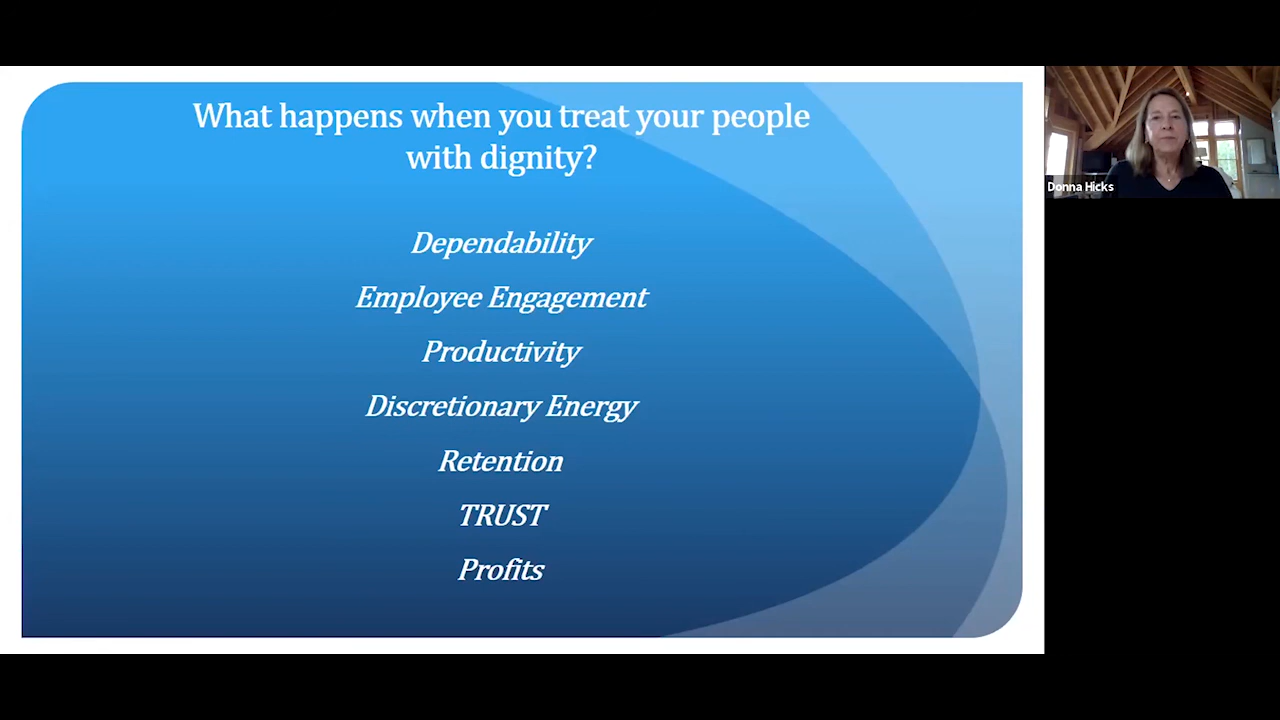 What happens when you treat your people
with dignity?
Dependability
Employee Engagement
Productivity
Discretionary Energy
Retention
TRUST
Profits
Donna Hicks